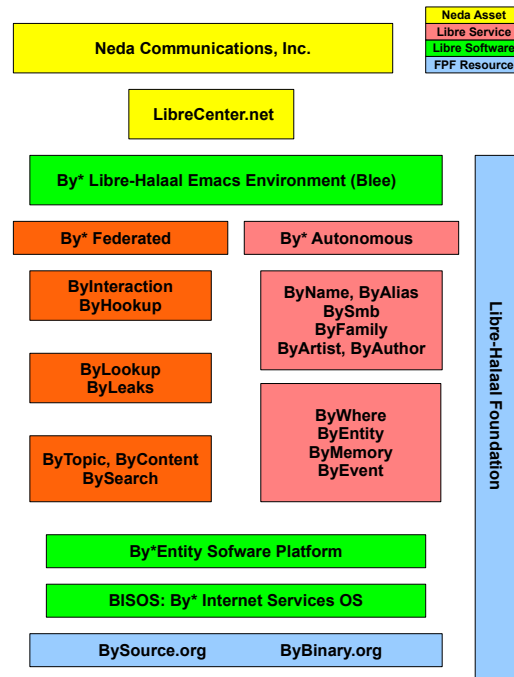 Neda Communications, Inc.
Neda Asset
Libre Service
Libre Software
FPF Resource
LibreCenter.net
By* Libre-Halaal Emacs Environment (Blee)
By* Federated
By* Autonomous
ByInteraction
ByHookup
ByName, ByAlias
BySmb
ByFamily
ByArtist, ByAuthor
ByLookup
ByLeaks
ByWhere
ByEntity
ByMemory
ByEvent
ByTopic, ByContent
BySearch
Libre-Halaal Foundation
By*Entity Sofware Platform
BISOS: By* Internet Services OS
BySource.org
ByBinary.org